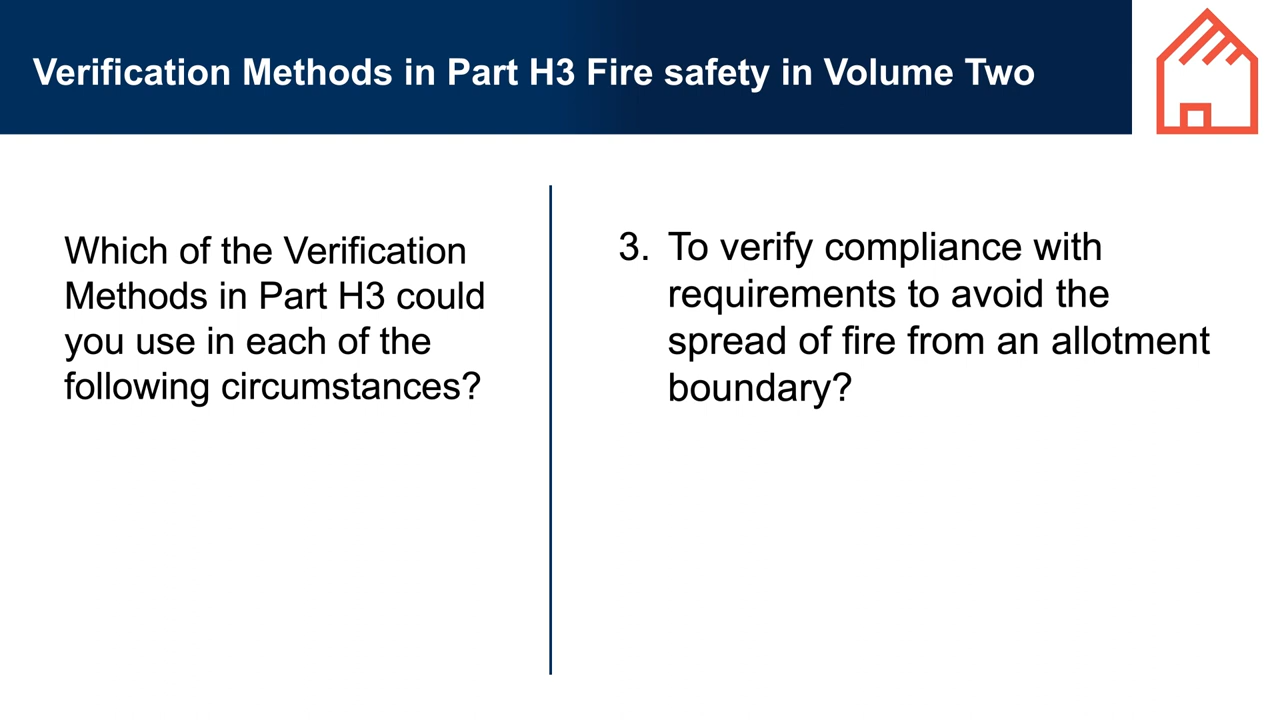 Verification Methods in Part H3 Fire safety in Volume Two
Which of the Verification
Methods in Part H3 could
you use in each of the
following circumstances?
3. To verify compliance with
requirements to avoid the
spread of fire from an allotment
boundary?